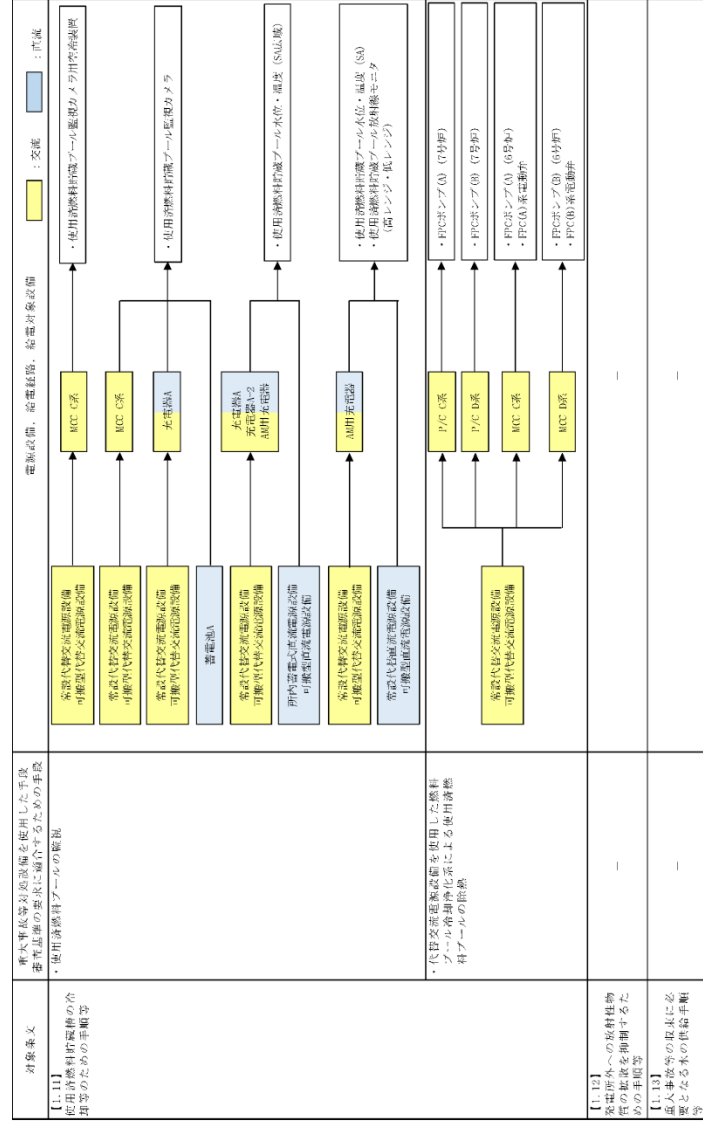 対象条文
重大事故等対処設備を使用した手段
審査基準の要求に適合するための手段
電源設備，給電経路，給電対象設備
：交流
：直流
【1.11】
使用済燃料貯蔵槽の冷
却等のための手順等
・使用済燃料プールの監視
常設代替交流電源設備
可搬型代替交流電源設備
MCC C系
・使用済燃料貯蔵プール監視カメラ用空冷装置
常設代替交流電源設備
可搬型代替交流電源設備
MCC C系
常設代替交流電源設備
可搬型代替交流電源設備
充電器A
蓄電池A
・使用済燃料貯蔵プール監視カメラ
常設代替交流電源設備
可搬型代替交流電源設備
充電器A
充電器A-2
AM用充電器
所内蓄電式直流電源設備
可搬型直流電源設備
・使用済燃料貯蔵プール水位・温度（SA広域）
常設代替交流電源設備
可搬型代替交流電源設備
AM用充電器
常設代替直流電源設備
可搬型直流電源設備
・使用済燃料貯蔵プール水位・温度（SA）
・使用済燃料貯蔵プール放射線モニタ
（高レンジ・低レンジ）
・代替交流電源設備を使用した燃料
プール冷却浄化系による使用済燃
料プールの除熱
常設代替交流電源設備
可搬型代替交流電源設備
P/C C系
・FPCポンプ(A)（7号炉）
P/C D系
・FPCポンプ(B)（7号炉）
MCC C系
・FPCポンプ(A)（6号炉）
・FPC(A)系電動弁
MCC D系
・FPCポンプ(B)（6号炉）
・FPC(B)系電動弁
【1.12】
発電所外への放射性物
質の拡散を抑制するた
めの手順等
－
－
【1.13】
重大事故等の収束に必
要となる水の供給手順
等
－
－